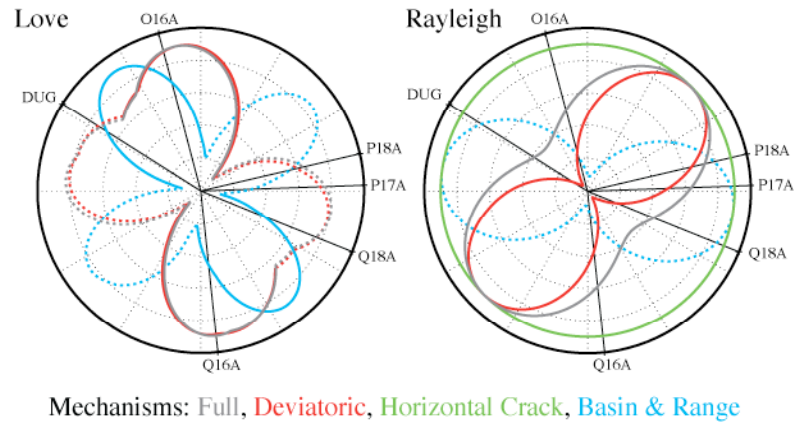 Love
O16A
DUG
P18A
P17A
Q18A
Q16A
Rayleigh
O16A
DUG
P18A
P17A
Q18A
Q16A
Mechanisms: Full, Deviatoric, Horizontal Crack, Basin & Range